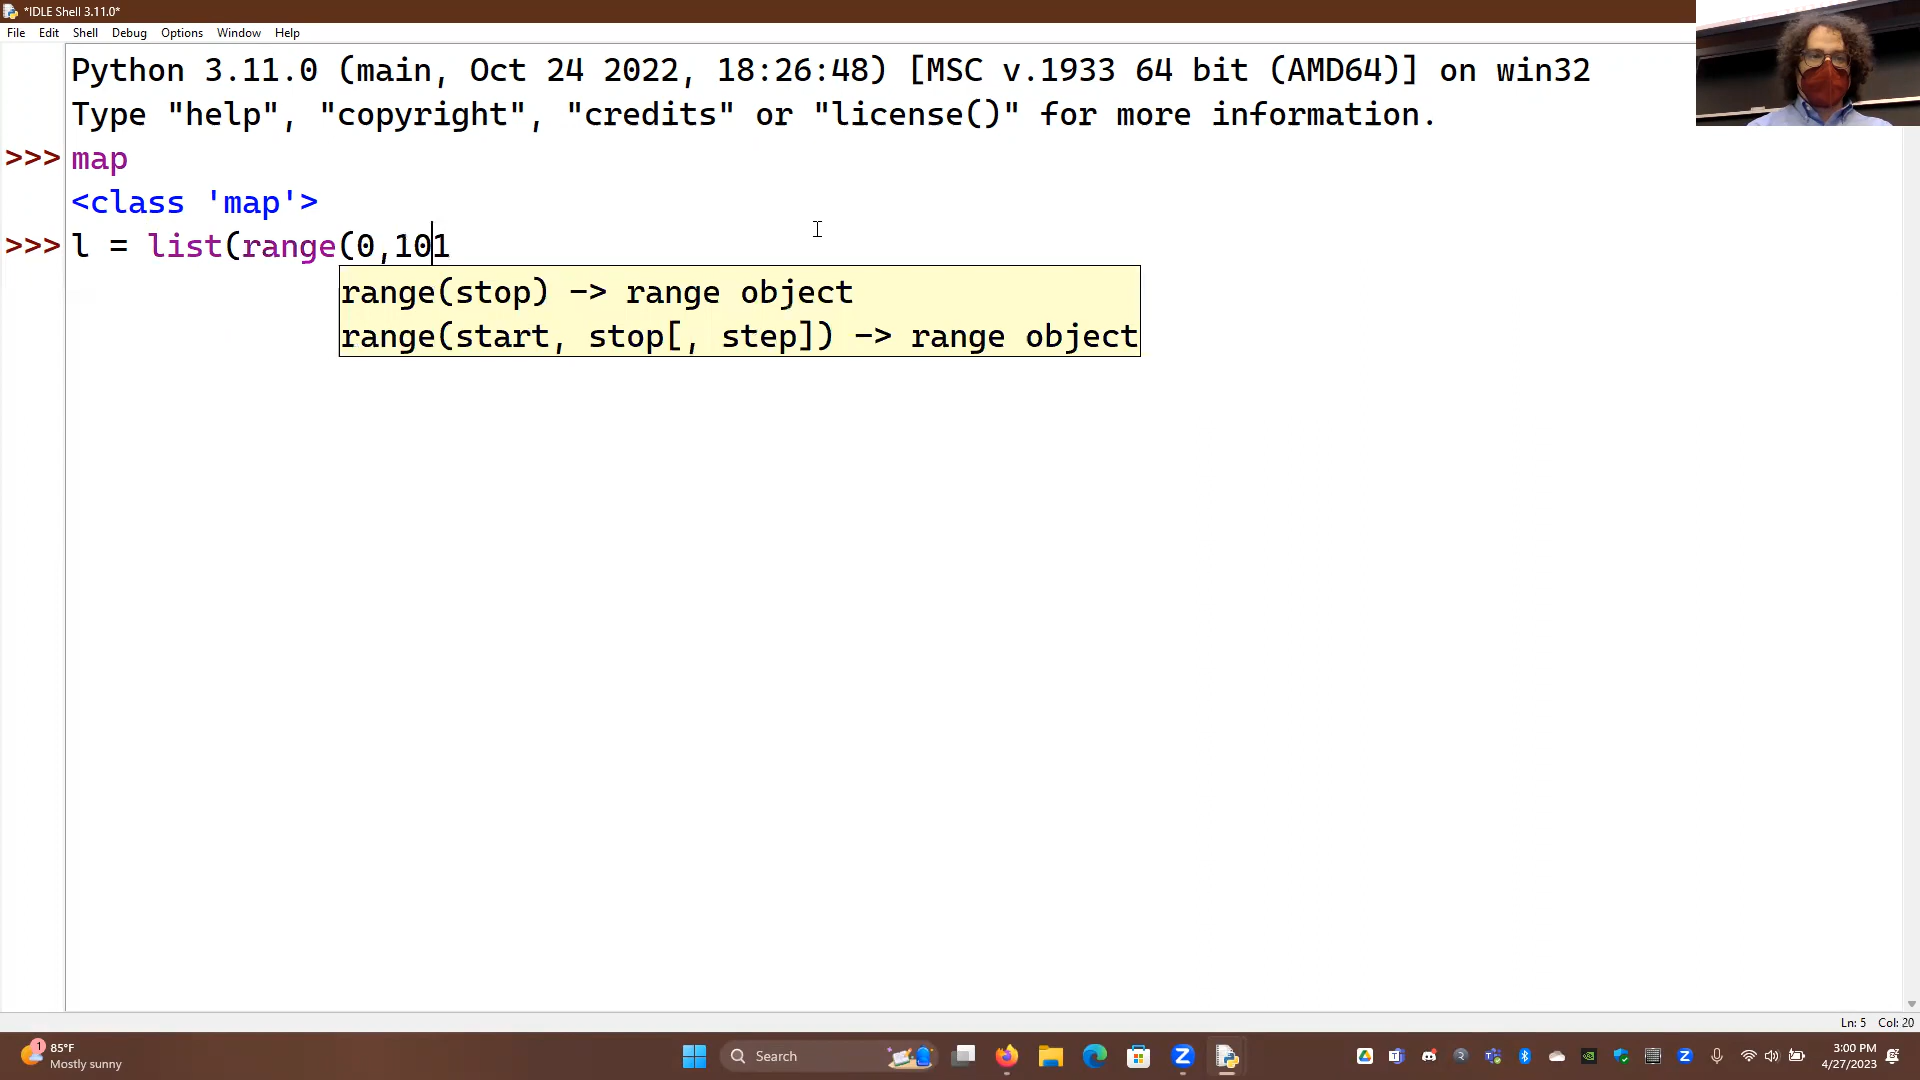 *IDLE Shell 3.11.0*
File Edit Shell Debug Options Window Help
Python 3.11.0 (main, Oct 24 2022, 18:26:48) [MSC v.1933 64 bit (AMD64)] on win32
Type "help", "copyright", "credits" or "license()" for more information.
>>> map
<class 'map'>
>>> l = list(range(0,101
range(stop) -> range object
range(start, stop[, step]) -> range object
Ln: 5 Col: 20
1
85°F
Mostly sunny
Search
3:00 PM
4/27/2023